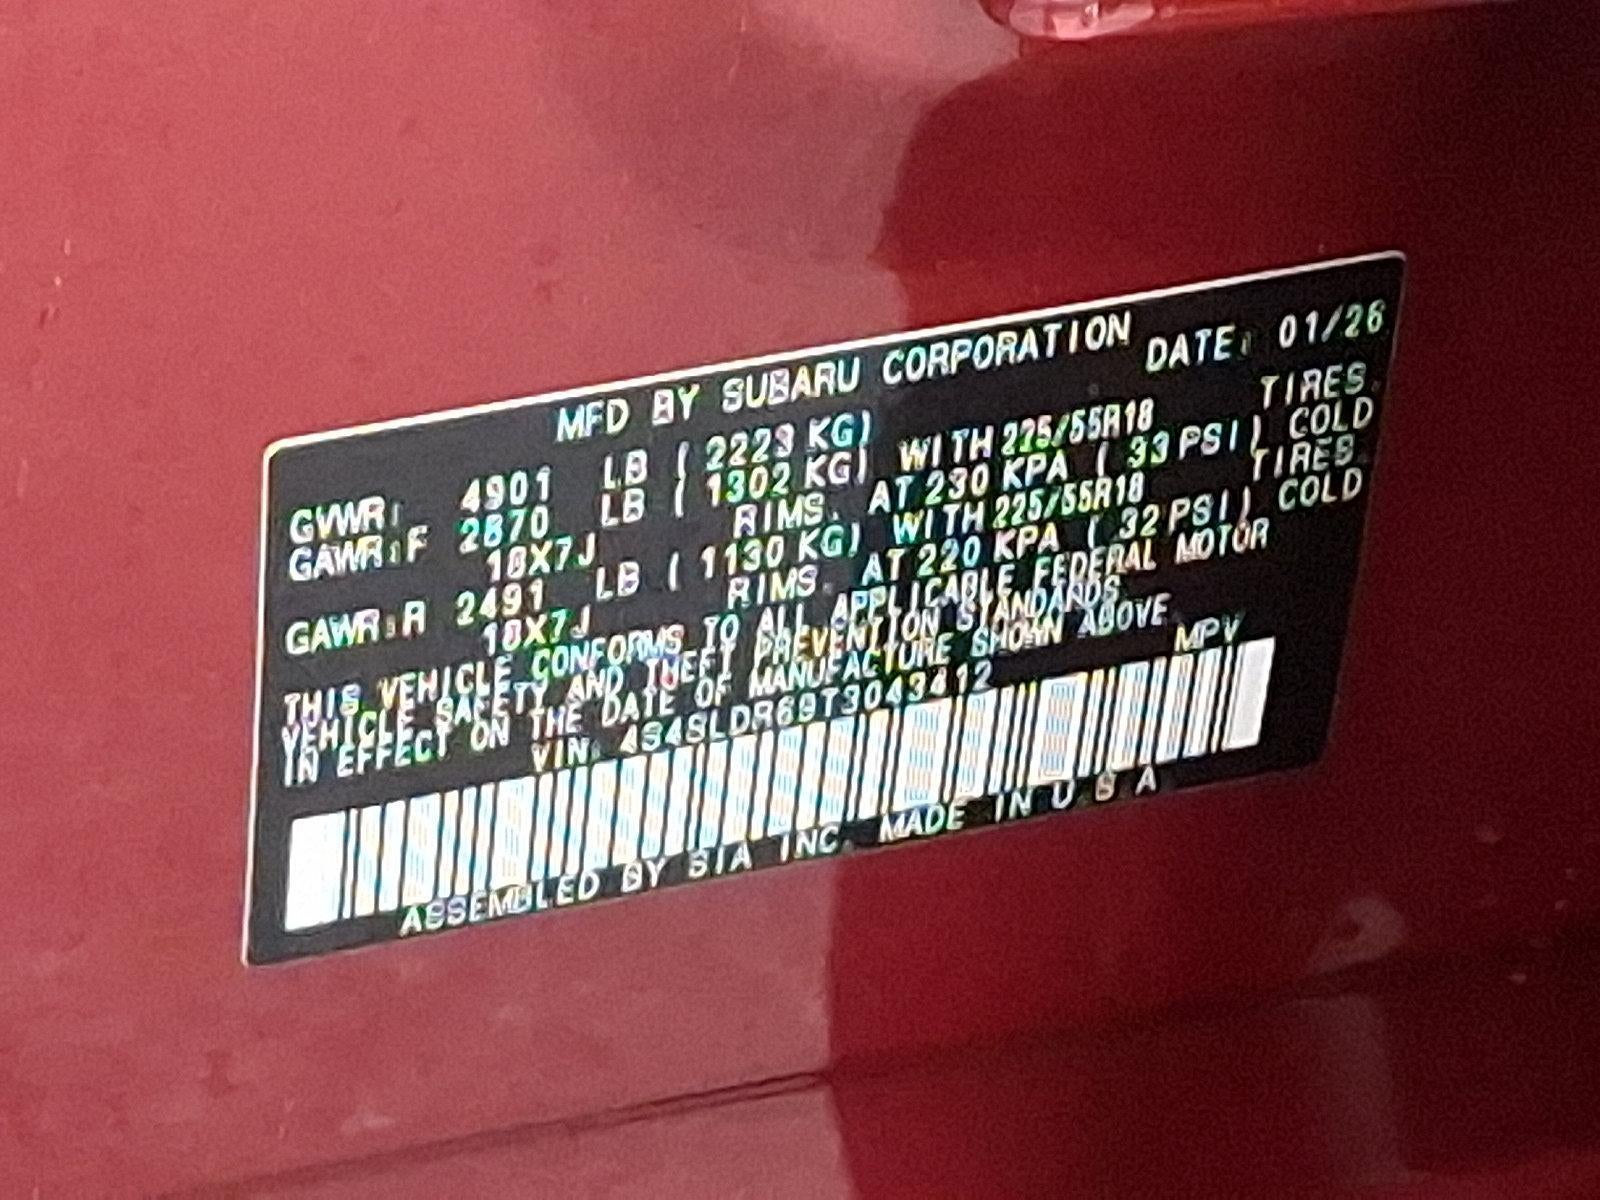 MFD BY SUBARU CORPORATION
DATE: 01/26
GVWR: 4901 LB ( 2223 KG)
GAWR:F 2870 LB ( 1302 KG) WITH 225/55R18 TIRES.
18X7J RIMS. AT 230 KPA ( 33 PSI) COLD
GAWR:R 2491 LB ( 1130 KG) WITH 225/55R18 TIRES.
18X7J RIMS. AT 220 KPA ( 32 PSI) COLD
THIS VEHICLE CONFORMS TO ALL APPLICABLE FEDERAL MOTOR
VEHICLE SAFETY AND THEFT PREVENTION STANDARDS
IN EFFECT ON THE DATE OF MANUFACTURE SHOWN ABOVE.
VIN: 4S4SLDR69T3043412 MPV
ASSEMBLED BY SIA INC. MADE IN U S A